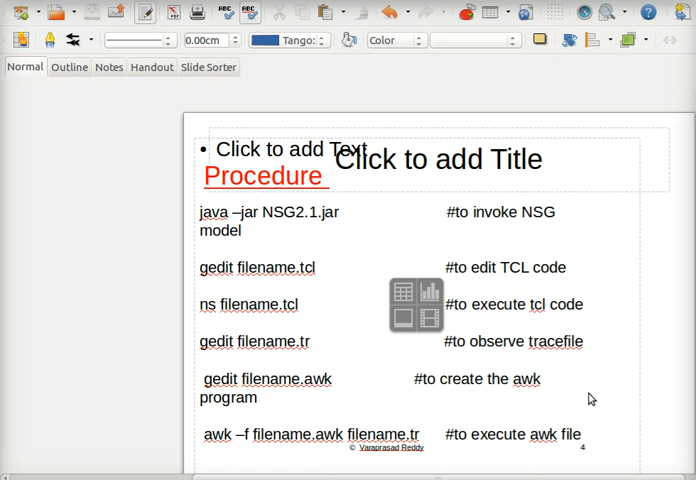 0.00cm Tango: Color
Normal Outline Notes Handout Slide Sorter
• Click to add Text
Click to add Title
Procedure
java –jar NSG2.1.jar #to invoke NSG
model
gedit filename.tcl #to edit TCL code
ns filename.tcl #to execute tcl code
gedit filename.tr #to observe tracefile
gedit filename.awk #to create the awk
program
awk –f filename.awk filename.tr #to execute awk file
© Varaprasad Reddy 4